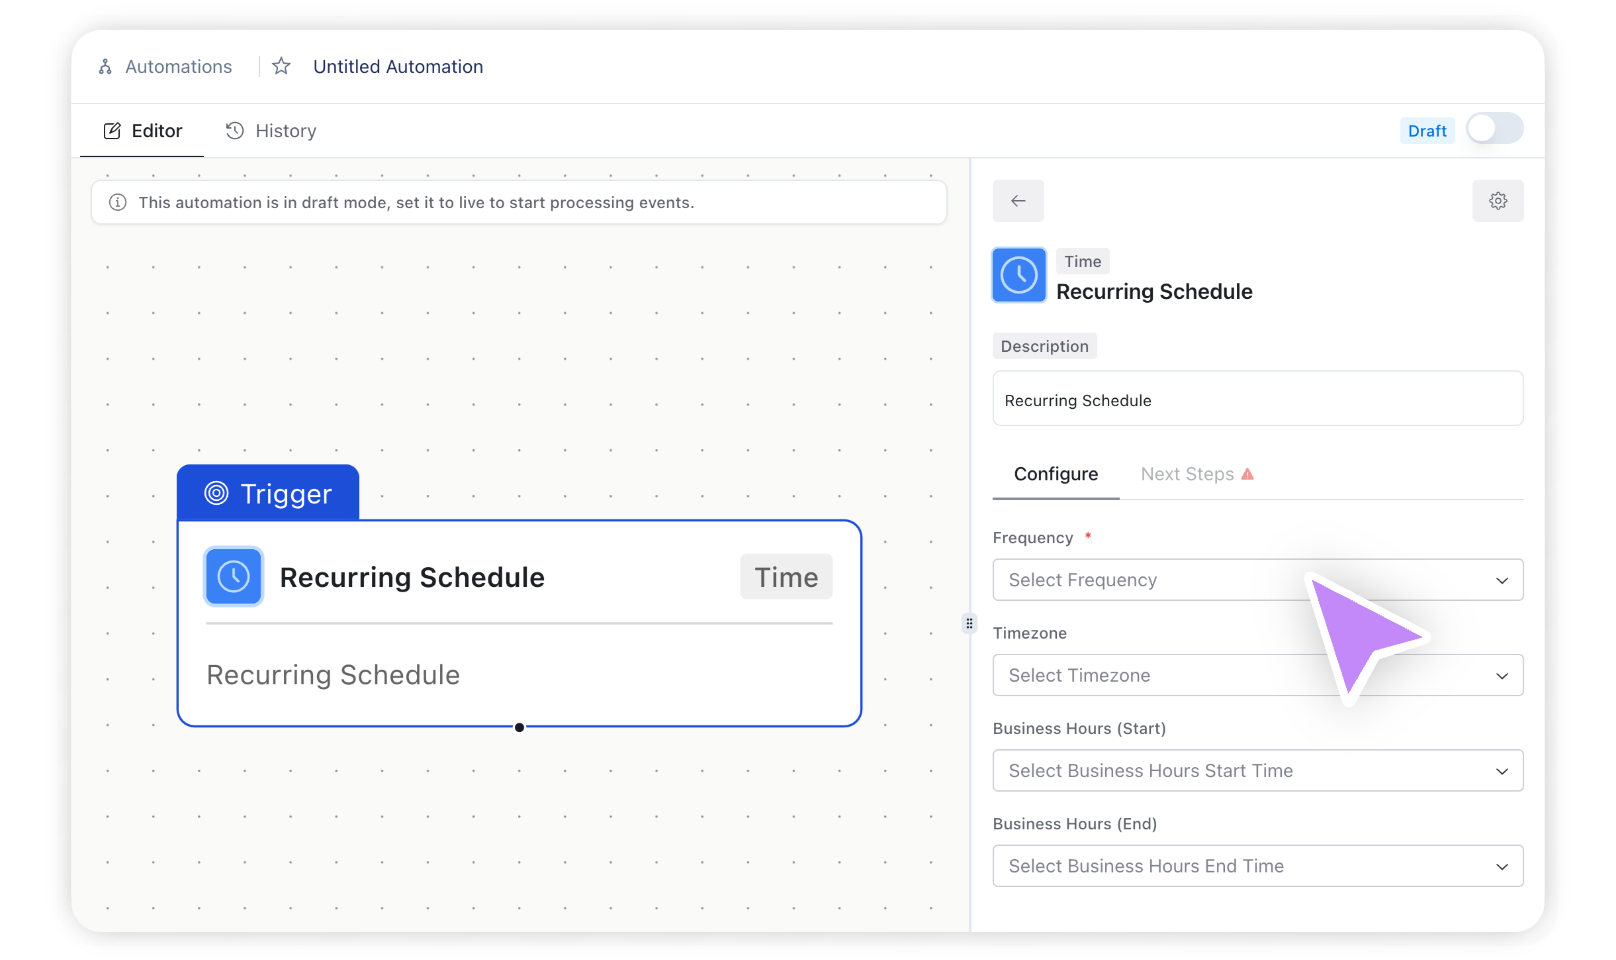 Automations
Untitled Automation
Editor
History
Draft
This automation is in draft mode, set it to live to start processing events.
Trigger
Recurring Schedule
Time
Recurring Schedule
Time
Recurring Schedule
Description
Recurring Schedule
Configure
Next Steps
Frequency *
Select Frequency
Timezone
Select Timezone
Business Hours (Start)
Select Business Hours Start Time
Business Hours (End)
Select Business Hours End Time